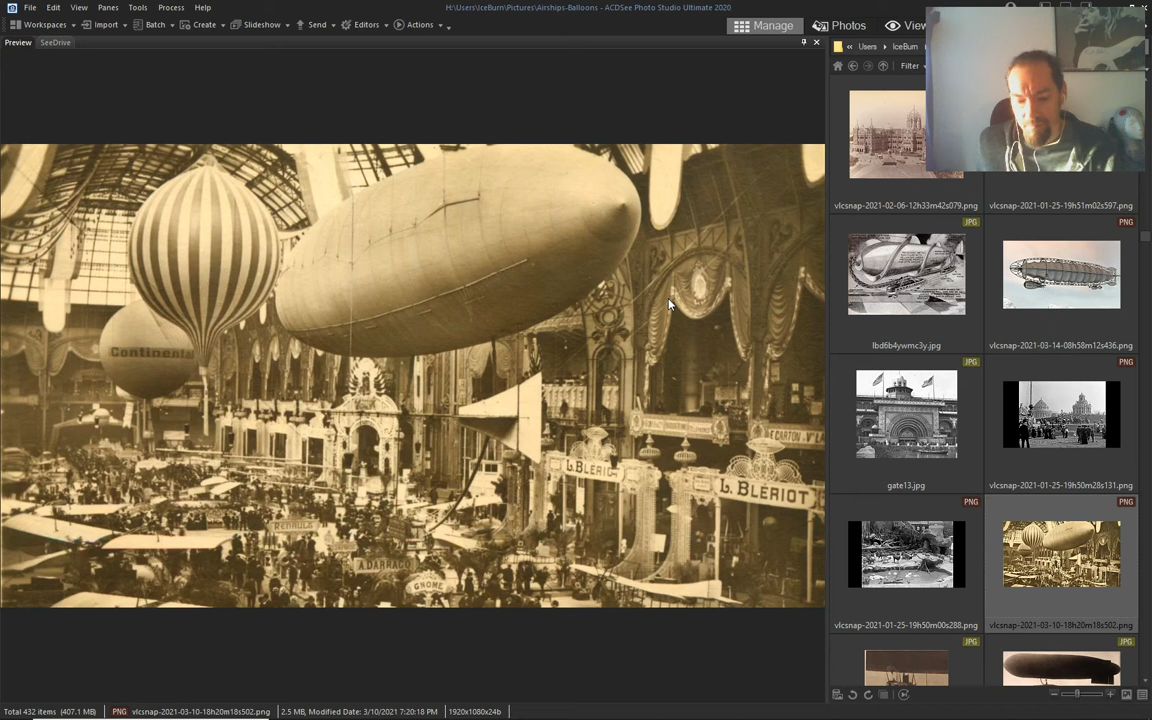 File Edit View Panes Tools Process Help
H:\Users\IceBurn\Pictures\Airships-Balloons - ACDSee Photo Studio Ultimate 2020
Workspaces Import Batch Create Slideshow Send Editors Actions
Manage Photos View
Preview SeeDrive
Users IceBurn
Filter
vlcsnap-2021-02-06-12h33m42s079.png
vlcsnap-2021-01-25-19h51m02s597.png
JPG
PNG
lbd6b4ywmc3y.jpg
vlcsnap-2021-03-14-08h58m12s436.png
JPG
PNG
gate13.jpg
vlcsnap-2021-01-25-19h50m28s131.png
PNG
PNG
vlcsnap-2021-01-25-19h50m00s288.png
vlcsnap-2021-03-10-18h20m18s502.png
JPG
JPG
Continental
L. BLÉRIOT
L. BLÉRIOT
RENAULT
A.DARRACQ
GNOME
Total 432 items (407.1 MB) PNG vlcsnap-2021-03-10-18h20m18s502.png 2.5 MB, Modified Date: 3/10/2021 7:20:18 PM 1920x1080x24b